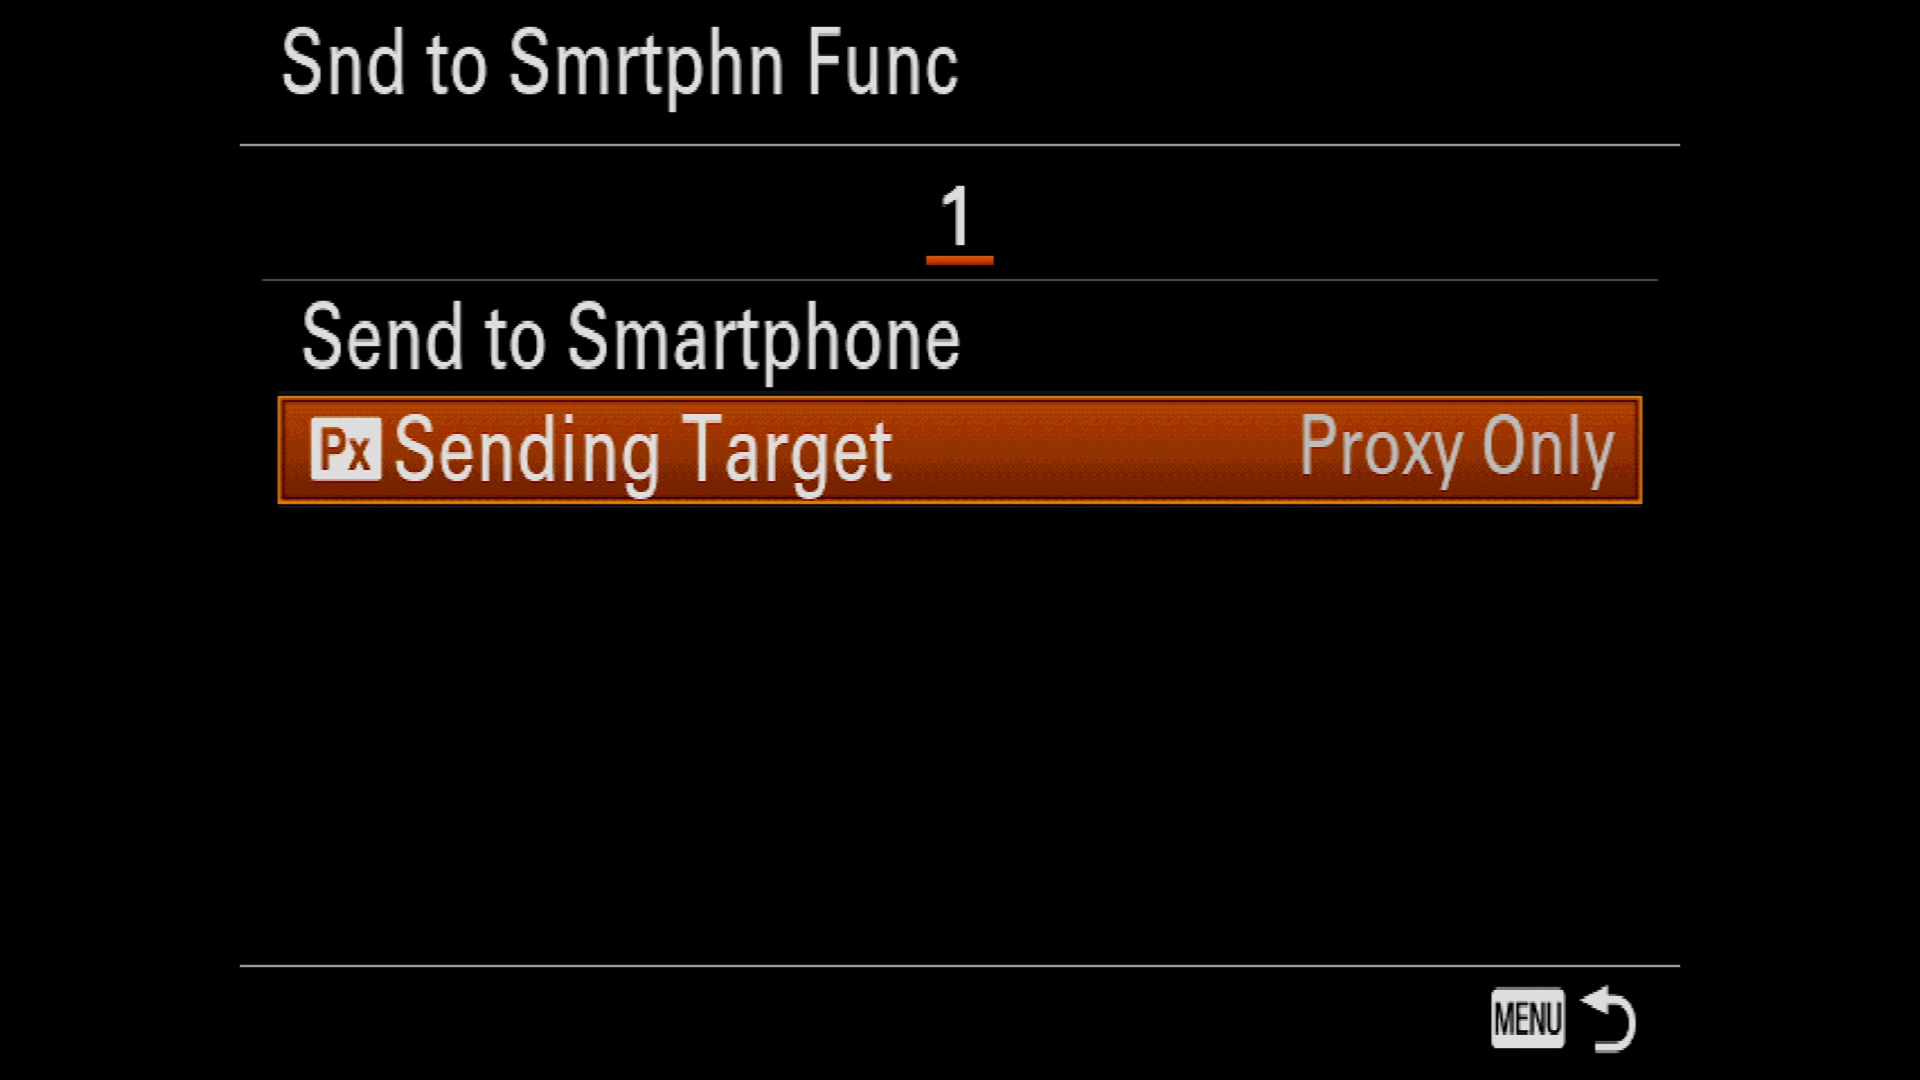 Snd to Smrtphn Func
1
Send to Smartphone
Px Sending Target Proxy Only
MENU